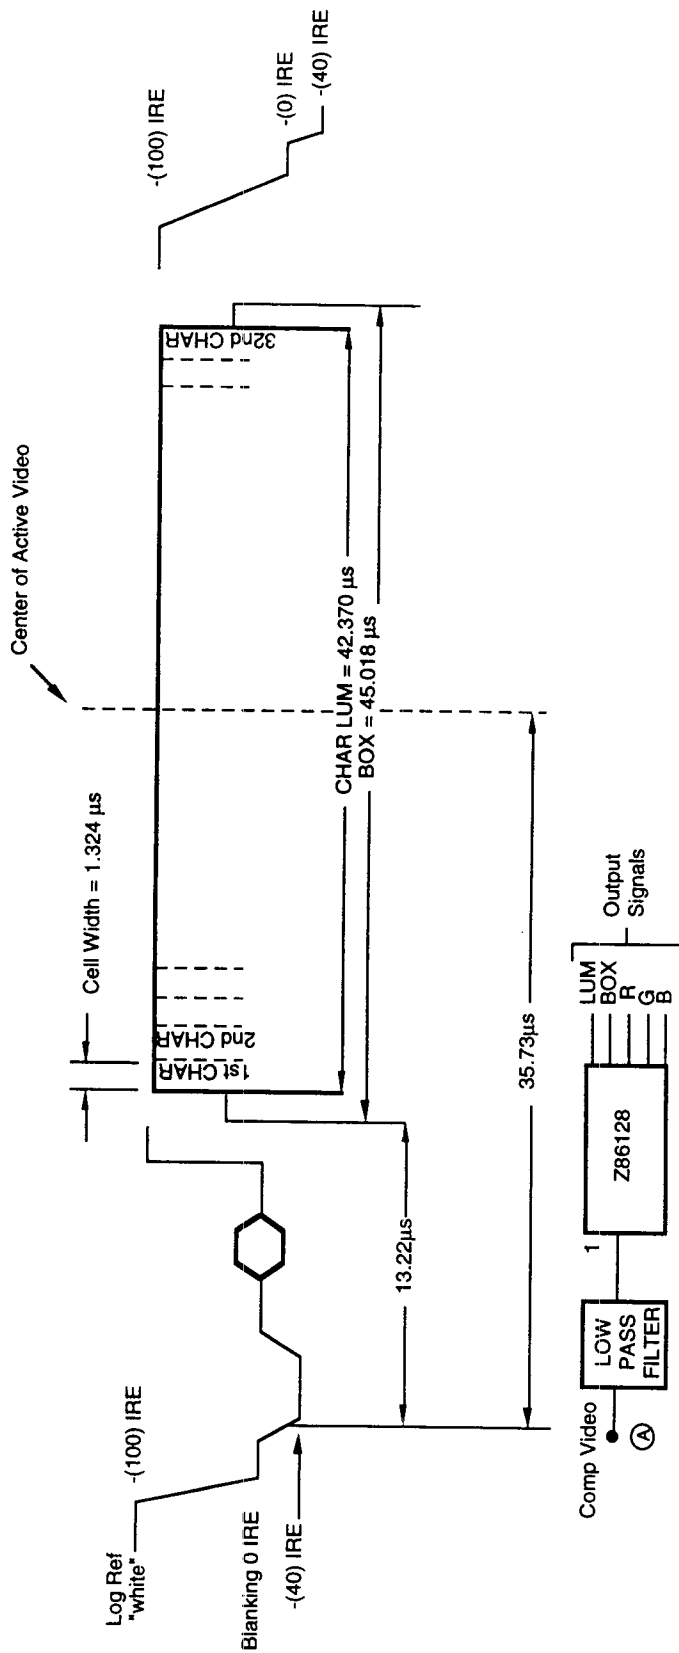 Center of Active Video
Cell Width = 1.324 µs
Log Ref
"white"
-(100) IRE
-(100) IRE
Blanking 0 IRE
-(40) IRE
-(0) IRE
-(40) IRE
1st CHAR
2nd CHAR
32nd CHAR
CHAR LUM = 42.370 µs
BOX = 45.018 µs
13.22µs
35.73µs
Comp Video
A
LOW
PASS
FILTER
1
Z86128
LUM
BOX
R
G
B
Output
Signals